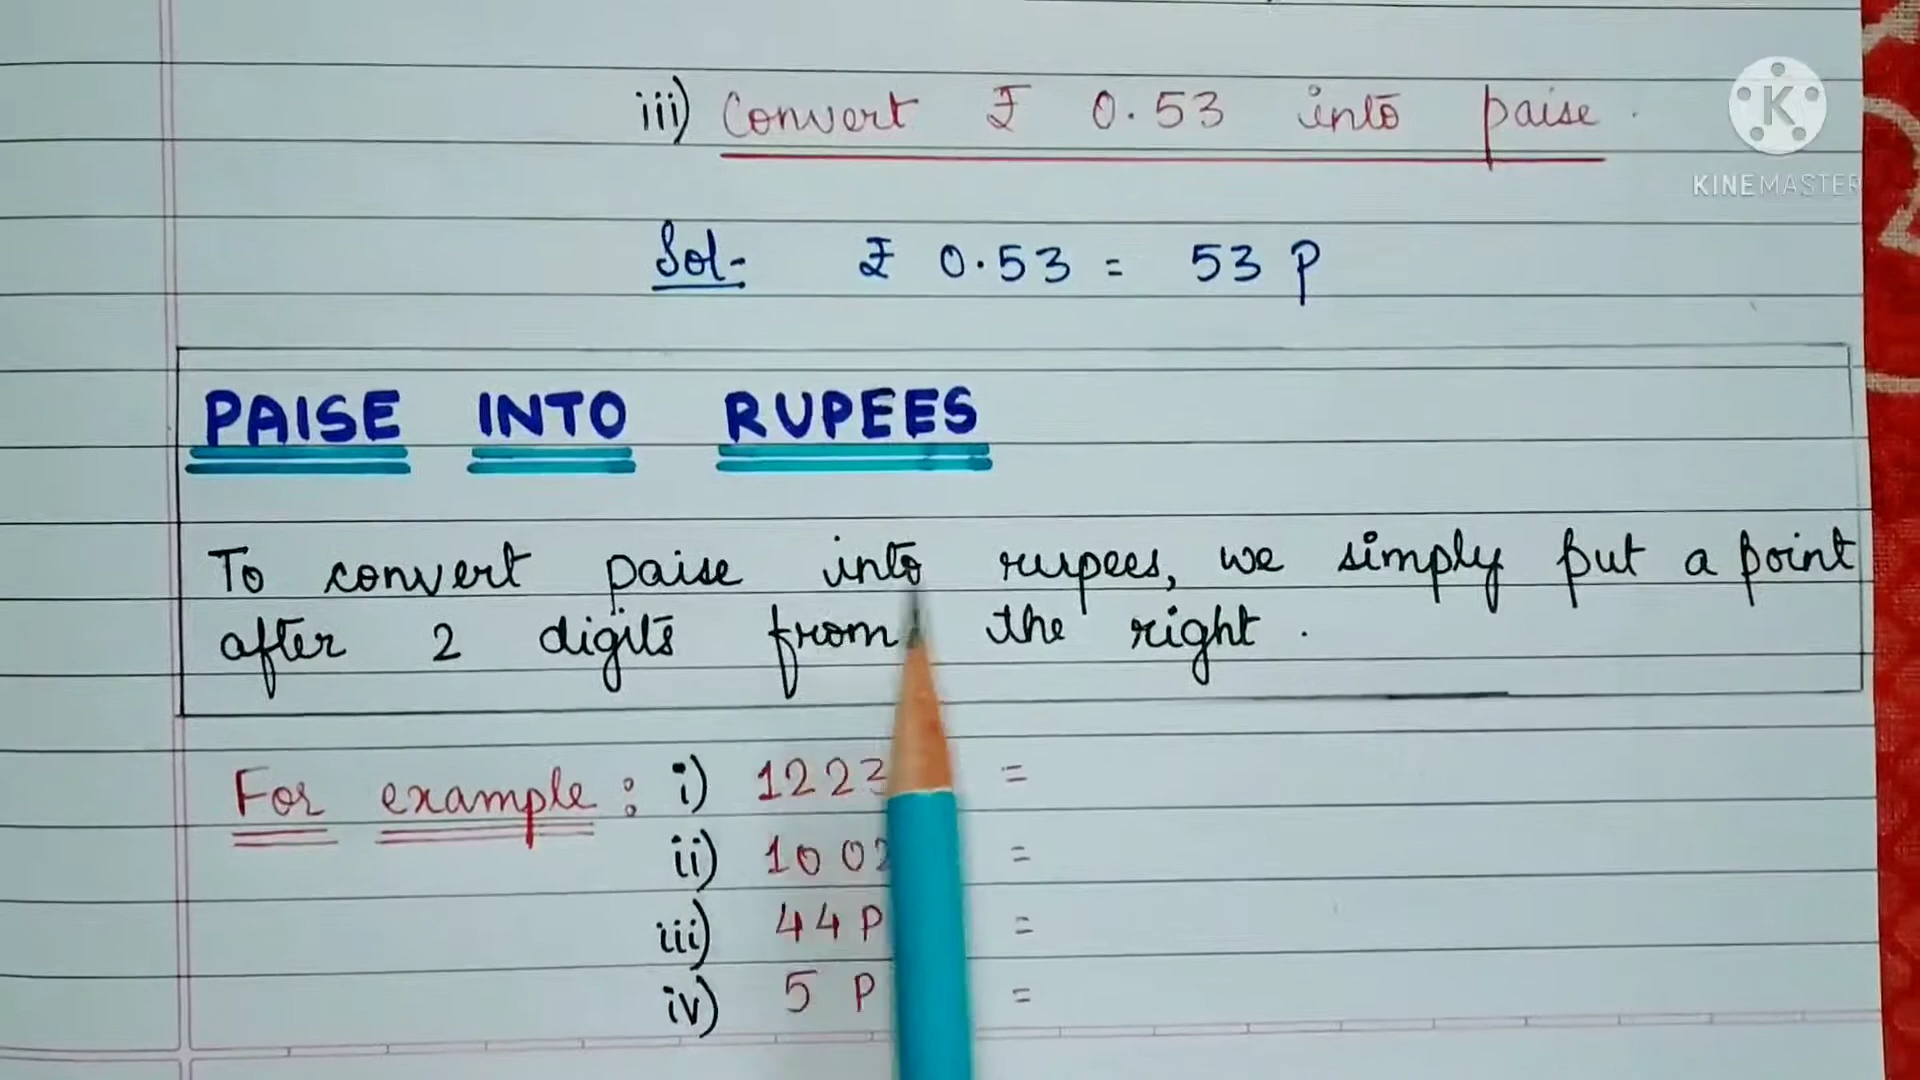 iii) Convert ₹ 0.53 into paise.
KINEMASTER
Sol- ₹ 0.53 = 53 P
PAISE INTO RUPEES
To convert paise into rupees, we simply put a point
after 2 digits from the right.
For example : i) 1223 =
ii) 1002 =
iii) 44 P =
iv) 5 P =